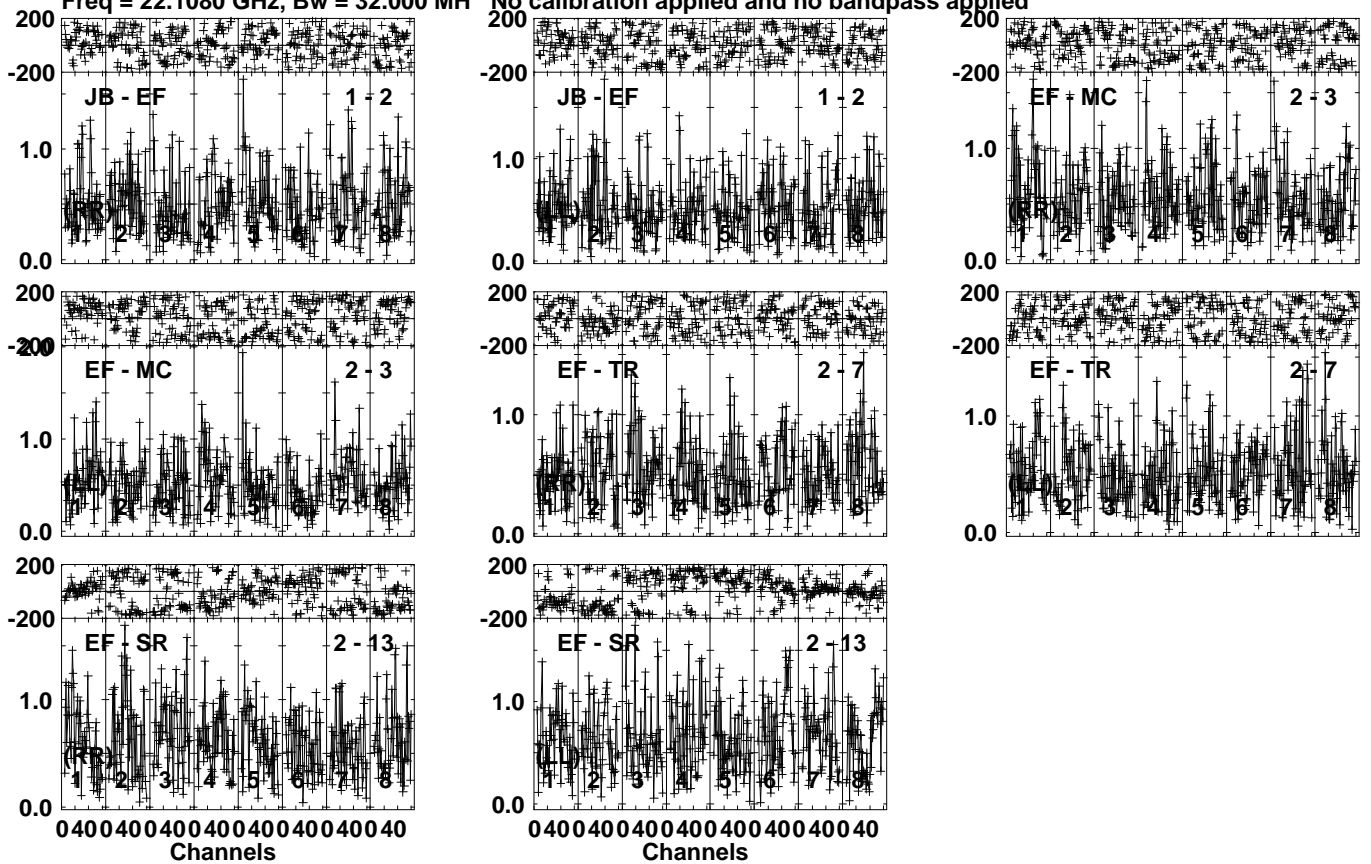 Freq = 22.1080 GHz, Bw = 32.000 MH No calibration applied and no bandpass applied
200 200 200
-200 -200 -200
JB - EF 1 - 2 JB - EF 1 - 2 EF - MC 2 - 3
1.0 1.0 1.0
(RR) (LL) (RR)
1 2 3 4 5 6 7 8 1 2 3 4 5 6 7 8 1 2 3 4 5 6 7 8
0.0 0.0 0.0
200 200 200
-200 2.0 -200 -200
EF - MC 2 - 3 EF - TR 2 - 7 EF - TR 2 - 7
1.0 1.0 1.0
(LL) (RR) (LL)
1 2 3 4 5 6 7 8 1 2 3 4 5 6 7 8 1 2 3 4 5 6 7 8
0.0 0.0 0.0
200 200
-200 -200
EF - SR 2 - 13 EF - SR 2 - 13
1.0 1.0
(RR) (LL)
1 2 3 4 5 6 7 8 1 2 3 4 5 6 7 8
0.0 0.0
0 40 0 40 0 40 0 40 0 40 0 40 0 40 0 40 0 40 0 40 0 40 0 40 0 40 0 40 0 40 0 40
Channels Channels